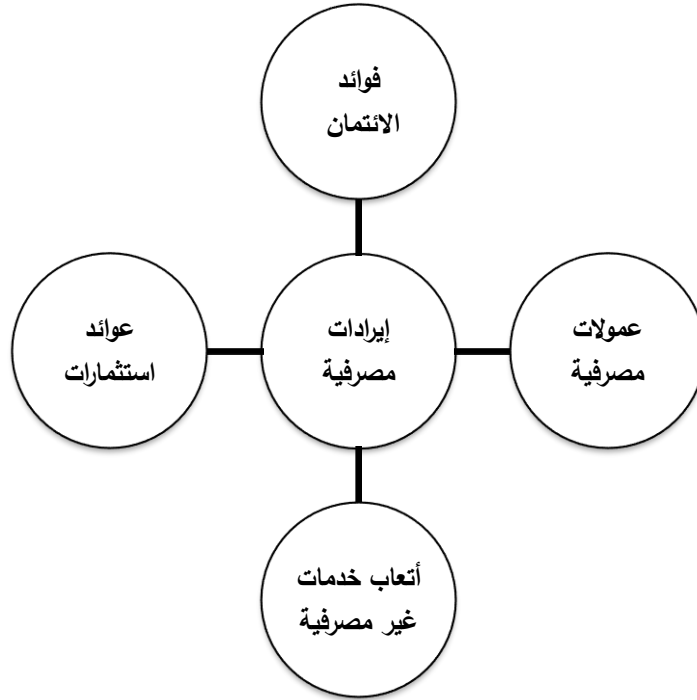 فوائد
الائتمان
عمولات
مصرفية
إيرادات
مصرفية
عوائد
استثمارات
أتعاب خدمات
غير مصرفية